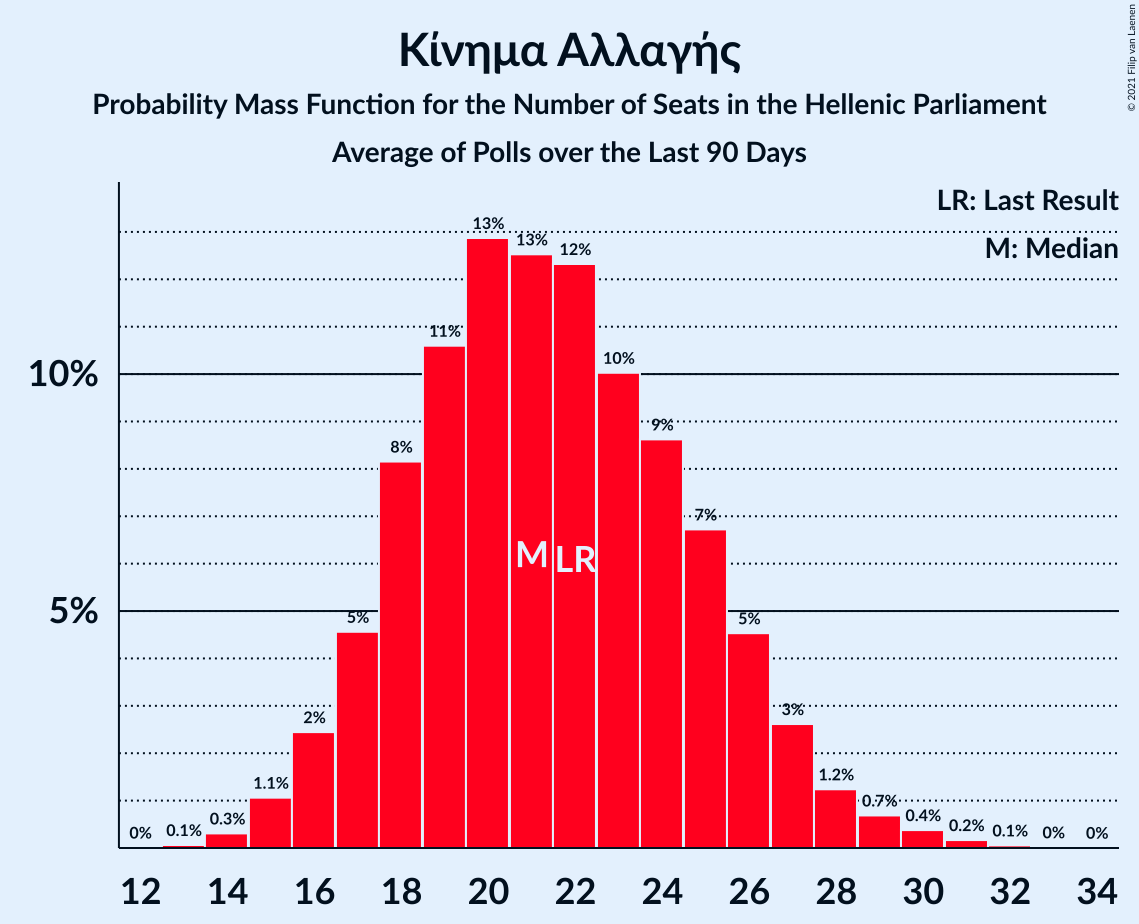 Κίνημα Αλλαγής
Probability Mass Function for the Number of Seats in the Hellenic Parliament
Average of Polls over the Last 90 Days
© 2021 Filip van Laenen
LR: Last Result
M: Median
10%
5%
0%
0.1%
0.3%
1.1%
2%
5%
8%
11%
13%
13%
12%
10%
9%
7%
5%
3%
1.2%
0.7%
0.4%
0.2%
0.1%
0%
0%
M
LR
12 14 16 18 20 22 24 26 28 30 32 34